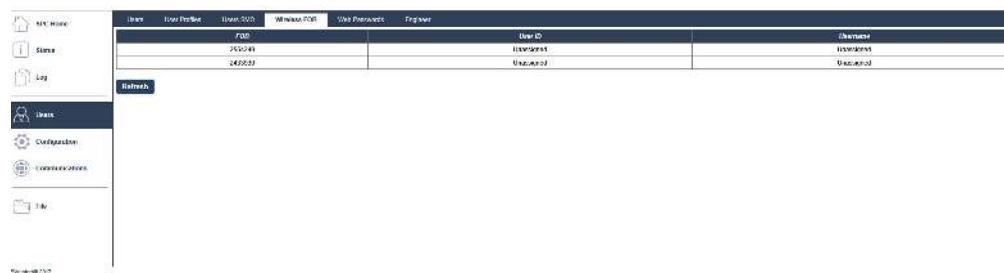 SPC Home
Status
Log
Users
Configuration
Communications
File
Users User Profiles Users SMS Wireless FOB Web Passwords Engineer
FOB User ID Username
Unassigned Unassigned
Unassigned Unassigned
Refresh